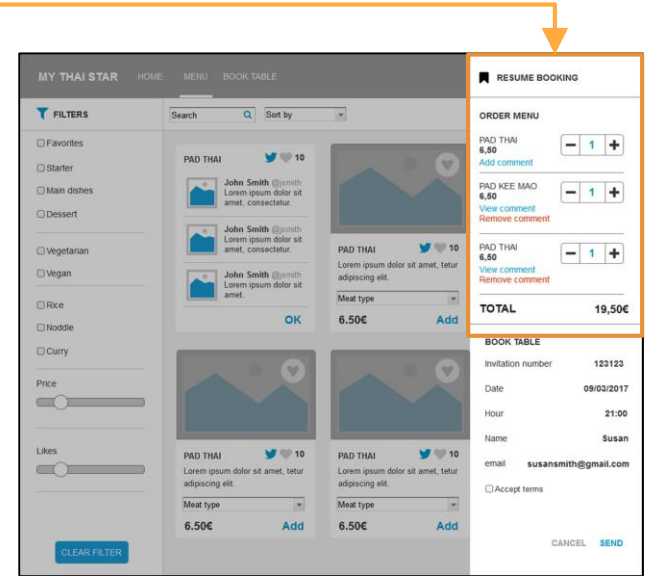 MY THAI STAR HOME MENU BOOK TABLE
FILTERS
Favorites
Starter
Main dishes
Dessert
Vegetarian
Vegan
Rice
Noddle
Curry
Price
Likes
CLEAR FILTER
Search Sort by
PAD THAI 10
John Smith @jsmith
Lorem ipsum dolor sit
amet, consectetur.
John Smith @jsmith
Lorem ipsum dolor sit
amet, consectetur.
John Smith @jsmith
Lorem ipsum dolor sit
amet.
OK
PAD THAI 10
Lorem ipsum dolor sit amet, tetur
adipiscing elit.
Meat type
6.50€ Add
PAD THAI 10
Lorem ipsum dolor sit amet, tetur
adipiscing elit.
Meat type
6.50€ Add
PAD THAI 10
Lorem ipsum dolor sit amet, tetur
adipiscing elit.
Meat type
6.50€ Add
RESUME BOOKING
ORDER MENU
PAD THAI
6,50
Add comment
1
PAD KEE MAO
6,50
View comment
Remove comment
1
PAD THAI
6,50
View comment
Remove comment
1
TOTAL 19,50€
BOOK TABLE
Invitation number 123123
Date 09/03/2017
Hour 21:00
Name Susan
email susansmith@gmail.com
Accept terms
CANCEL SEND